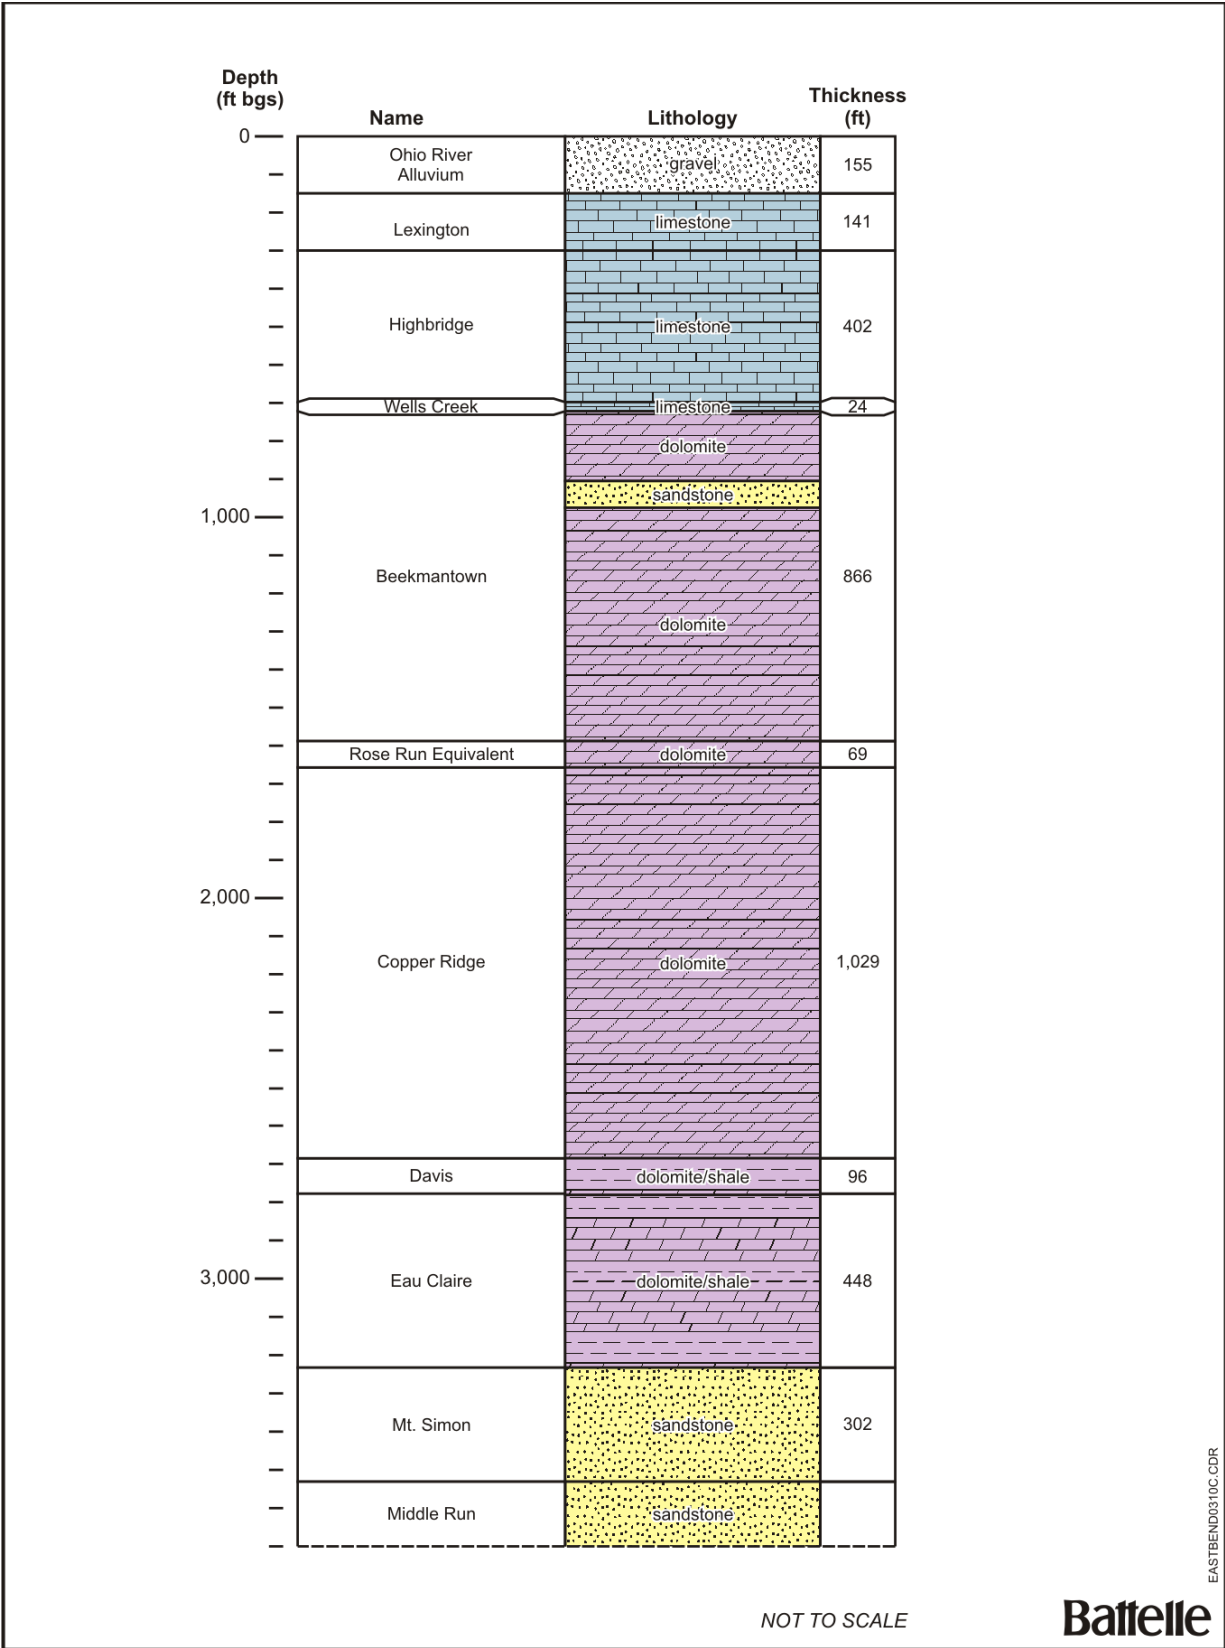 Depth
(ft bgs)
Name
Lithology
Thickness
(ft)
0
Ohio River
Alluvium
gravel
155
Lexington
limestone
141
Highbridge
limestone
402
Wells Creek
limestone
24
dolomite
sandstone
1,000
Beekmantown
866
dolomite
Rose Run Equivalent
dolomite
69
2,000
Copper Ridge
dolomite
1,029
Davis
dolomite/shale
96
3,000
Eau Claire
dolomite/shale
448
Mt. Simon
sandstone
302
Middle Run
sandstone
EASTBEND0310C.CDR
NOT TO SCALE
Battelle